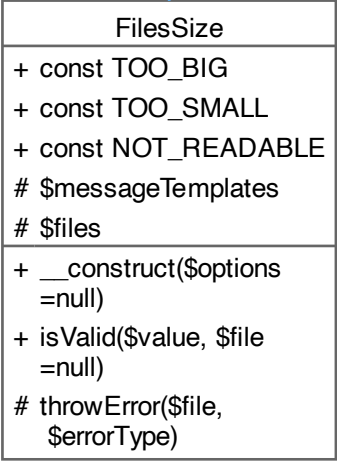 FilesSize
+ const TOO_BIG
+ const TOO_SMALL
+ const NOT_READABLE
# $messageTemplates
# $files
+ __construct($options
=null)
+ isValid($value, $file
=null)
# throwError($file,
$errorType)